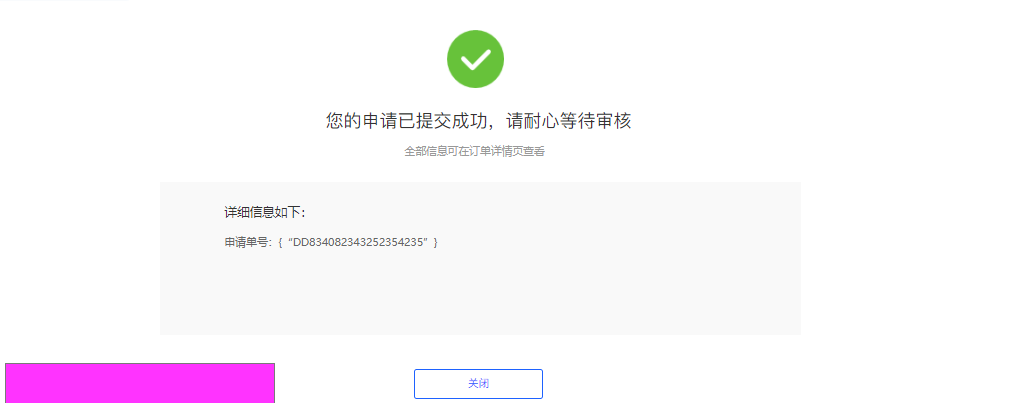 您的申请已提交成功，请耐心等待审核
全部信息可在订单详情页查看
详细信息如下：
申请单号：{“DD834082343252354235”}
关闭